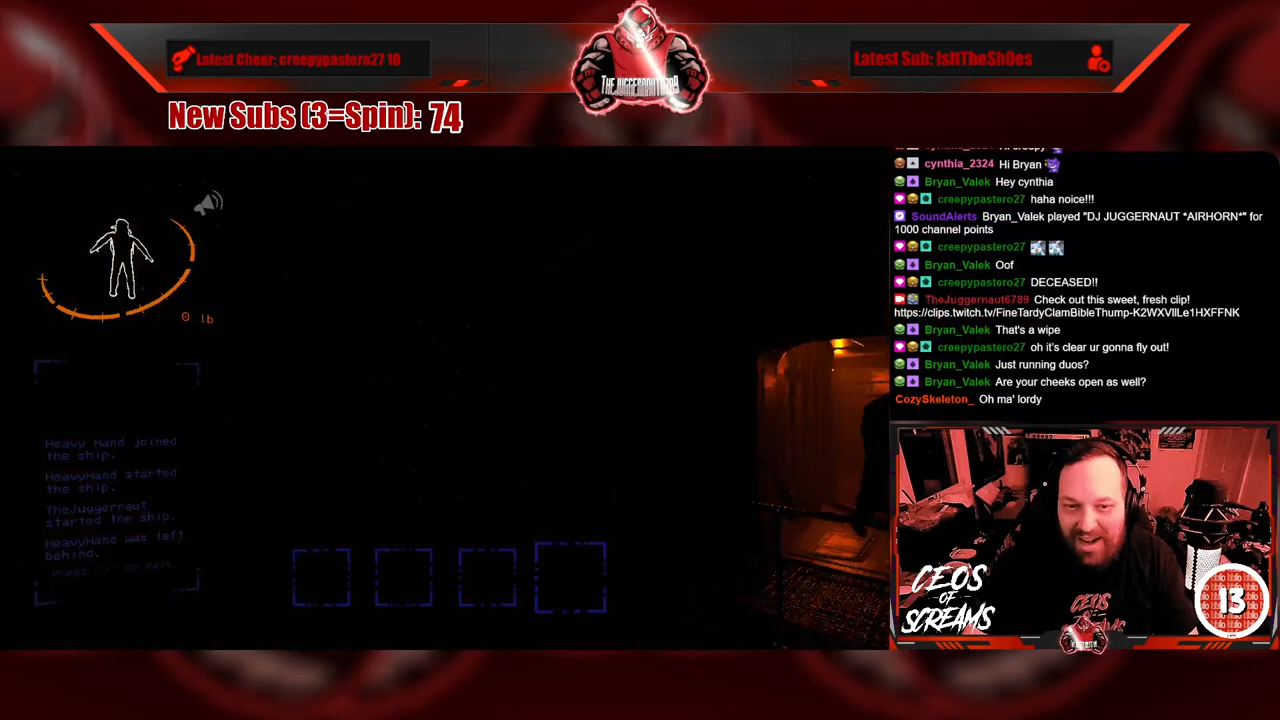 Latest Cheer: creepypastero27 10
THEJUGGERNAUT6789
Latest Sub: IsItTheSh0es
New Subs (3=Spin): 74
cynthia_2324 Hi Bryan
Bryan_Valek Hey cynthia
creepypastero27 haha noice!!!
SoundAlerts Bryan_Valek played "DJ JUGGERNAUT *AIRHORN*" for
1000 channel points
creepypastero27
Bryan_Valek Oof
creepypastero27 DECEASED!!
TheJuggernaut6789 Check out this sweet, fresh clip!
https://clips.twitch.tv/FineTardyClamBibleThump-K2WXVllLe1HXFFNK
Bryan_Valek That's a wipe
creepypastero27 oh it's clear ur gonna fly out!
Bryan_Valek Just running duos?
Bryan_Valek Are your cheeks open as well?
CozySkeleton_ Oh ma' lordy
0 lb
Heavy Hand joined
the ship.
HeavyHand started
the ship.
TheJuggernaut
started the ship.
HeavyHand was left
behind.
CEOS
OF
SCREAMS
CEOS
13